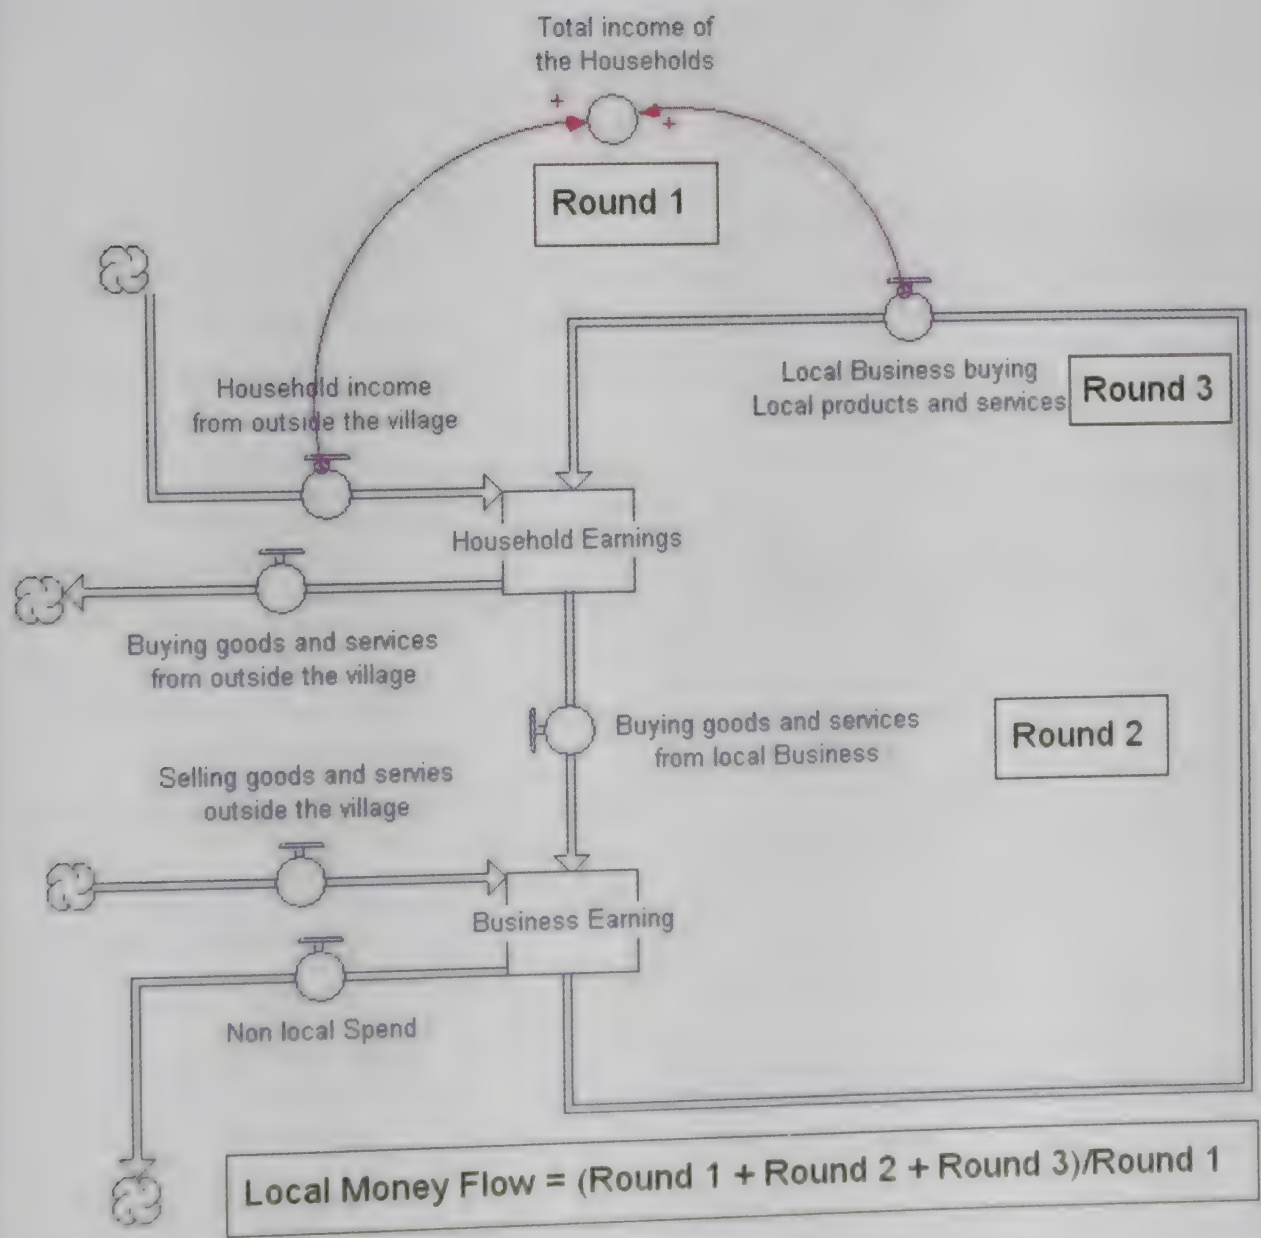 Total income of
the Households
+
+
Round 1
Household income
from outside the village
Local Business buying
Local products and services
Round 3
Household Earnings
Buying goods and services
from outside the village
Buying goods and services
from local Business
Round 2
Selling goods and servies
outside the village
Business Earning
Non local Spend
Local Money Flow = (Round 1 + Round 2 + Round 3)/Round 1